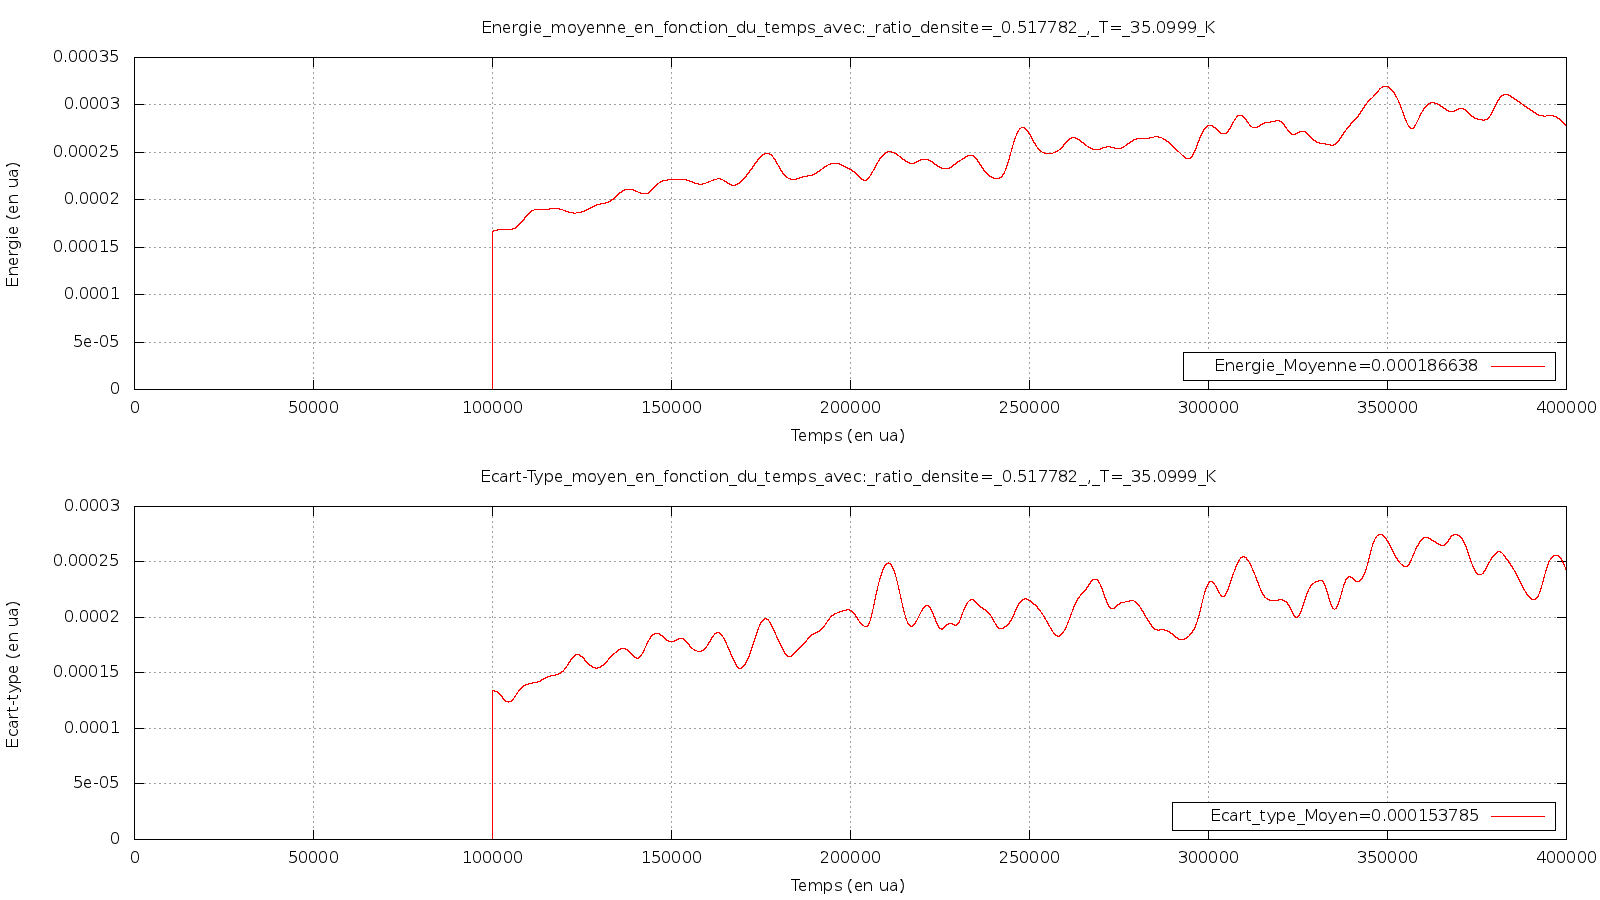 Energie_moyenne_en_fonction_du_temps_avec:_ratio_densite=_0.517782_,_T=_35.0999_K
0.00035
0.0003
0.00025
0.0002
0.00015
0.0001
5e-05
0
Energie (en ua)
Energie_Moyenne=0.000186638
0 50000 100000 150000 200000 250000 300000 350000 400000
Temps (en ua)
Ecart-Type_moyen_en_fonction_du_temps_avec:_ratio_densite=_0.517782_,_T=_35.0999_K
0.0003
0.00025
0.0002
0.00015
0.0001
5e-05
0
Ecart-type (en ua)
Ecart_type_Moyen=0.000153785
0 50000 100000 150000 200000 250000 300000 350000 400000
Temps (en ua)